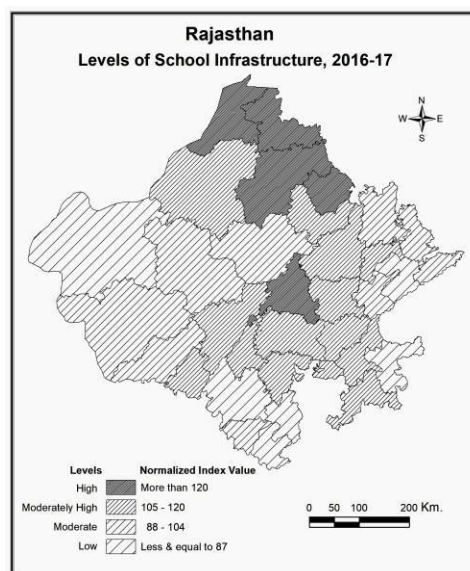 Rajasthan
Levels of School Infrastructure, 2016-17
N
W E
S
Levels Normalized Index Value
High More than 120
Moderately High 105 - 120
Moderate 88 - 104
Low Less & equal to 87
0 50 100 200 Km.